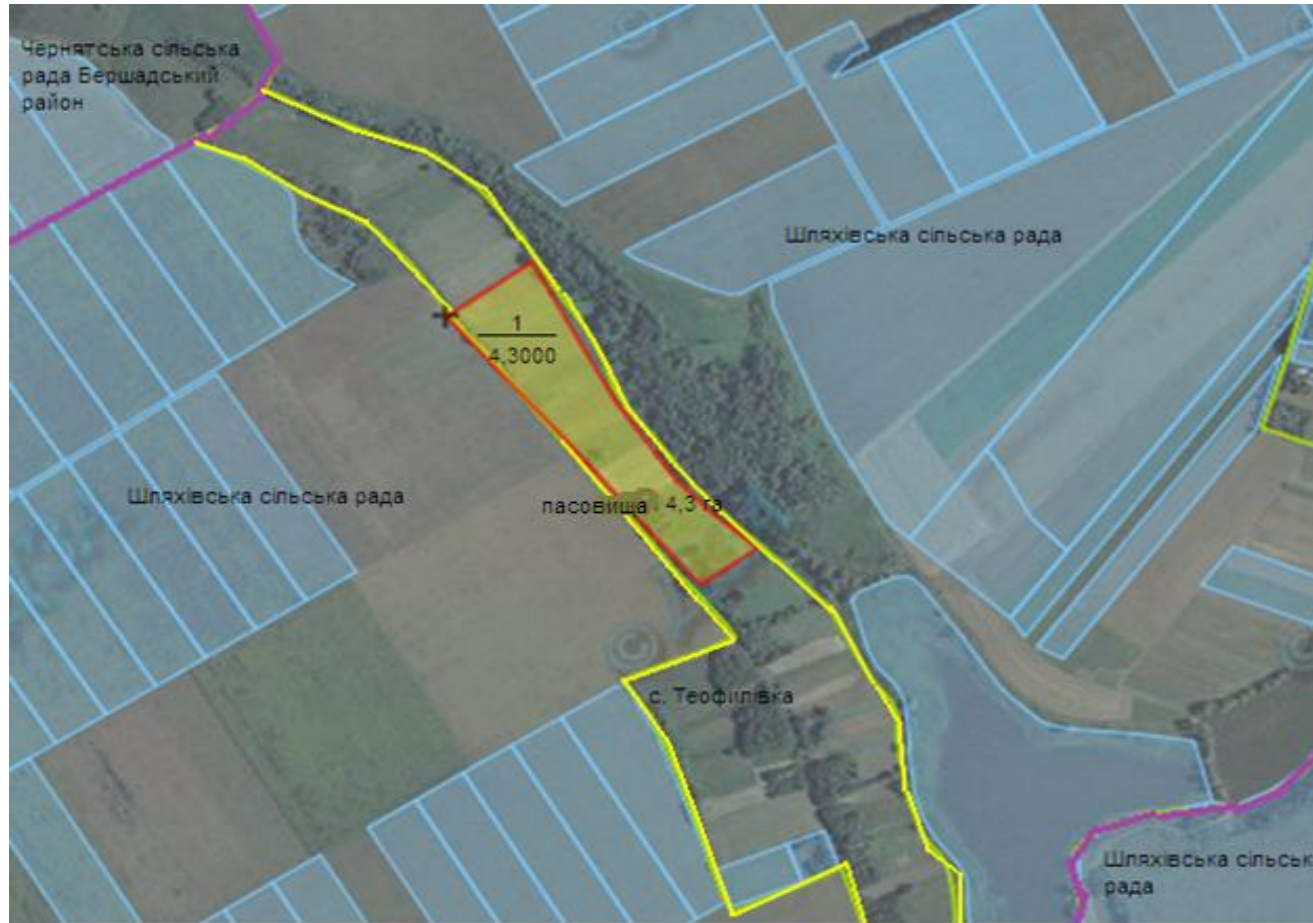 Чернятська сільська
рада Бершадський
район
Шляхівська сільська рада
1
4,3000
Шляхівська сільська рада
пасовища 4,3 га
с. Теофилівка
Шляхівська сільськ
рада